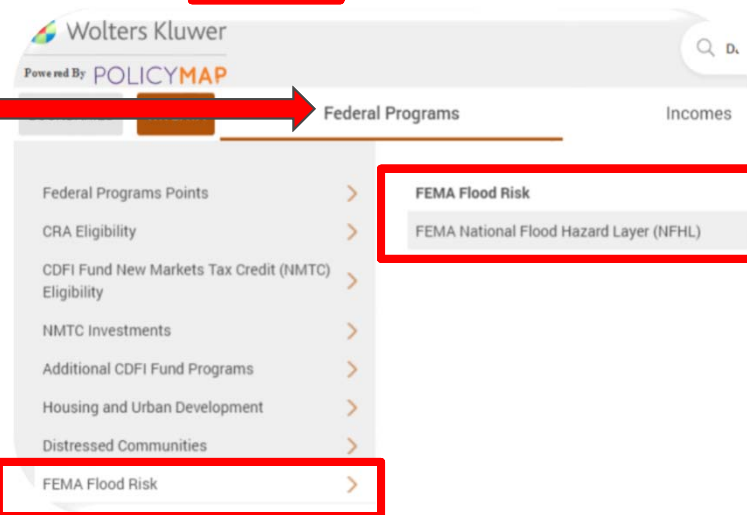 Wolters Kluwer
Powered By POLICYMAP
Federal Programs
Incomes
Federal Programs Points
CRA Eligibility
CDFI Fund New Markets Tax Credit (NMTC)
Eligibility
NMTC Investments
Additional CDFI Fund Programs
Housing and Urban Development
Distressed Communities
FEMA Flood Risk
FEMA Flood Risk
FEMA National Flood Hazard Layer (NFHL)